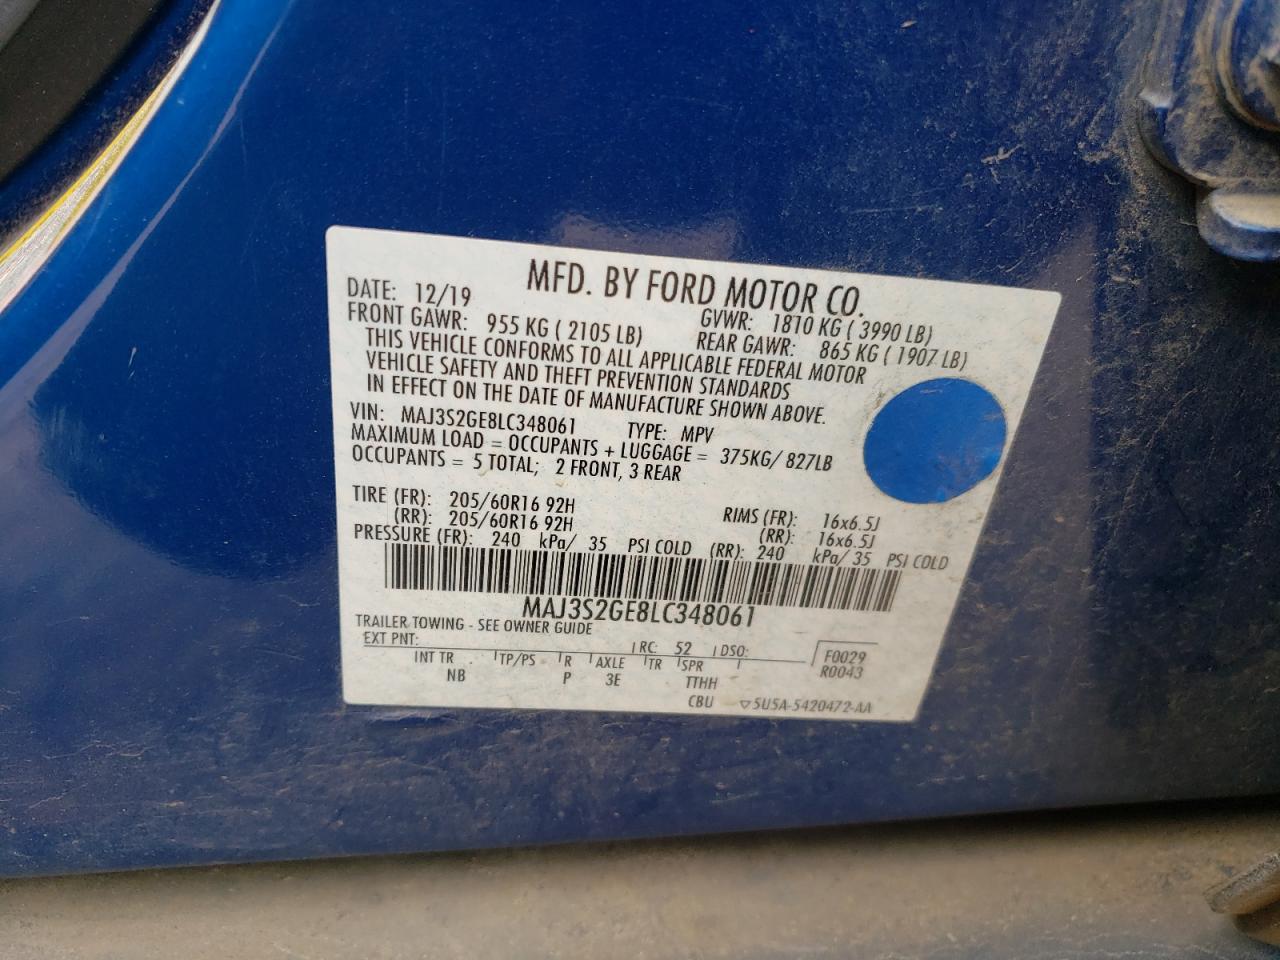 MFD. BY FORD MOTOR CO.
DATE: 12/19 GVWR: 1810 KG ( 3990 LB)
FRONT GAWR: 955 KG ( 2105 LB) REAR GAWR: 865 KG ( 1907 LB)
THIS VEHICLE CONFORMS TO ALL APPLICABLE FEDERAL MOTOR
VEHICLE SAFETY AND THEFT PREVENTION STANDARDS
IN EFFECT ON THE DATE OF MANUFACTURE SHOWN ABOVE.
VIN: MAJ3S2GE8LC348061 TYPE: MPV
MAXIMUM LOAD = OCCUPANTS + LUGGAGE = 375KG/ 827LB
OCCUPANTS = 5 TOTAL; 2 FRONT, 3 REAR
TIRE (FR): 205/60R16 92H RIMS (FR): 16x6.5J
(RR): 205/60R16 92H (RR): 16x6.5J
PRESSURE (FR): 240 kPa/ 35 PSI COLD (RR): 240 kPa/ 35 PSI COLD
MAJ3S2GE8LC348061
TRAILER TOWING - SEE OWNER GUIDE
EXT PNT: RC: 52 DSO: F0029
INT TR TP/PS R AXLE TR SPR R0043
NB P 3E TTHH
CBU ▽5U5A-5420472-AA